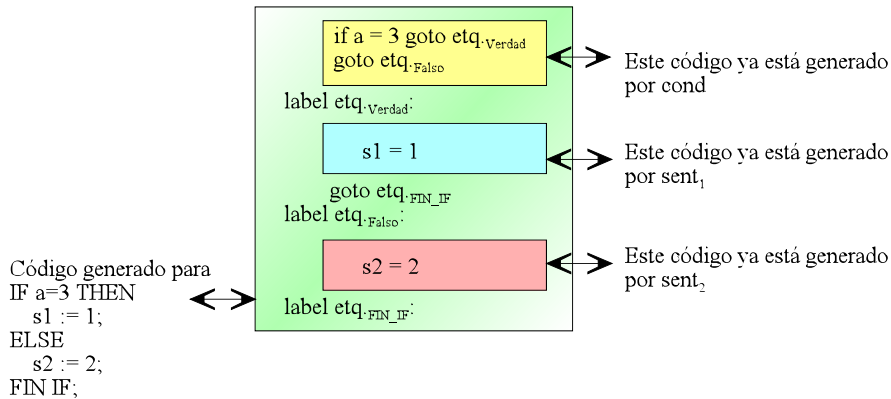 if a = 3 goto etq.Verdad
goto etq.Falso
Este código ya está generado
por cond
label etq.Verdad:
s1 = 1
Este código ya está generado
por sent1
goto etq.FIN_IF
label etq.Falso:
s2 = 2
Este código ya está generado
por sent2
label etq.FIN_IF:
Código generado para
IF a=3 THEN
s1 := 1;
ELSE
s2 := 2;
FIN IF;